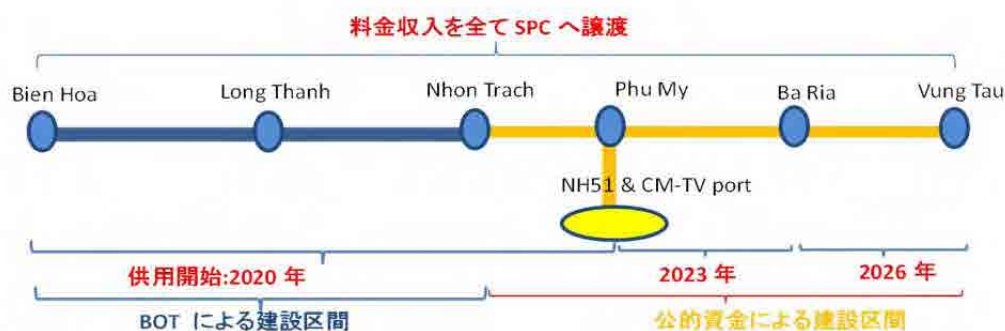 料金収入を全て SPC へ譲渡
Bien Hoa
Long Thanh
Nhon Trach
Phu My
Ba Ria
Vung Tau
NH51 & CM-TV port
供用開始:2020 年
2023 年
2026 年
BOT による建設区間
公的資金による建設区間